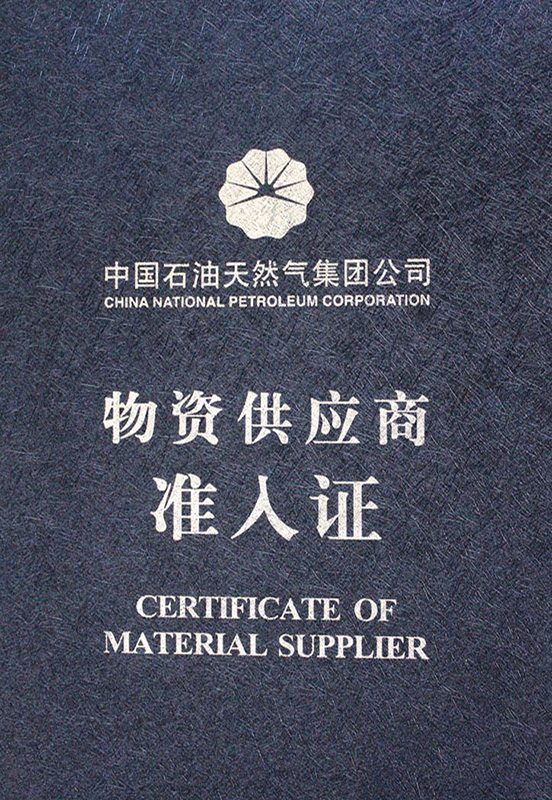 中国石油天然气集团公司
CHINA NATIONAL PETROLEUM CORPORATION
物资供应商
准入证
CERTIFICATE OF
MATERIAL SUPPLIER